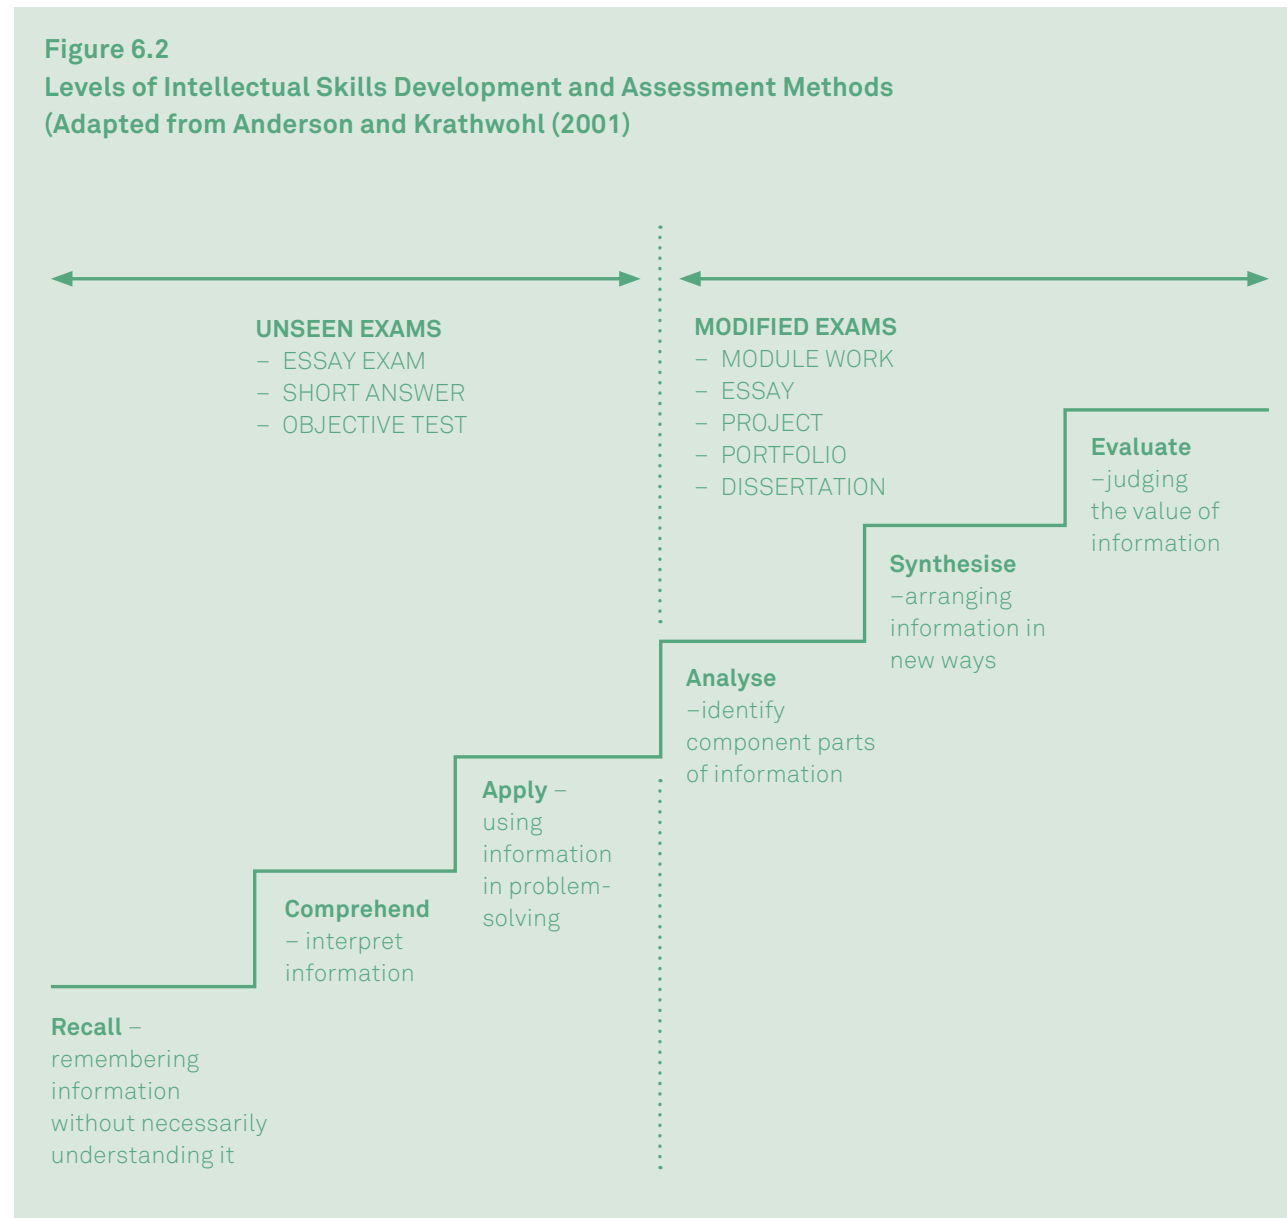 Figure 6.2
Levels of Intellectual Skills Development and Assessment Methods
(Adapted from Anderson and Krathwohl (2001)
UNSEEN EXAMS
– ESSAY EXAM
– SHORT ANSWER
– OBJECTIVE TEST
MODIFIED EXAMS
– MODULE WORK
– ESSAY
– PROJECT
– PORTFOLIO
– DISSERTATION
Evaluate
–judging
the value of
information
Synthesise
–arranging
information in
new ways
Analyse
–identify
component parts
of information
Apply –
using
information
in problem-
solving
Comprehend
– interpret
information
Recall –
remembering
information
without necessarily
understanding it